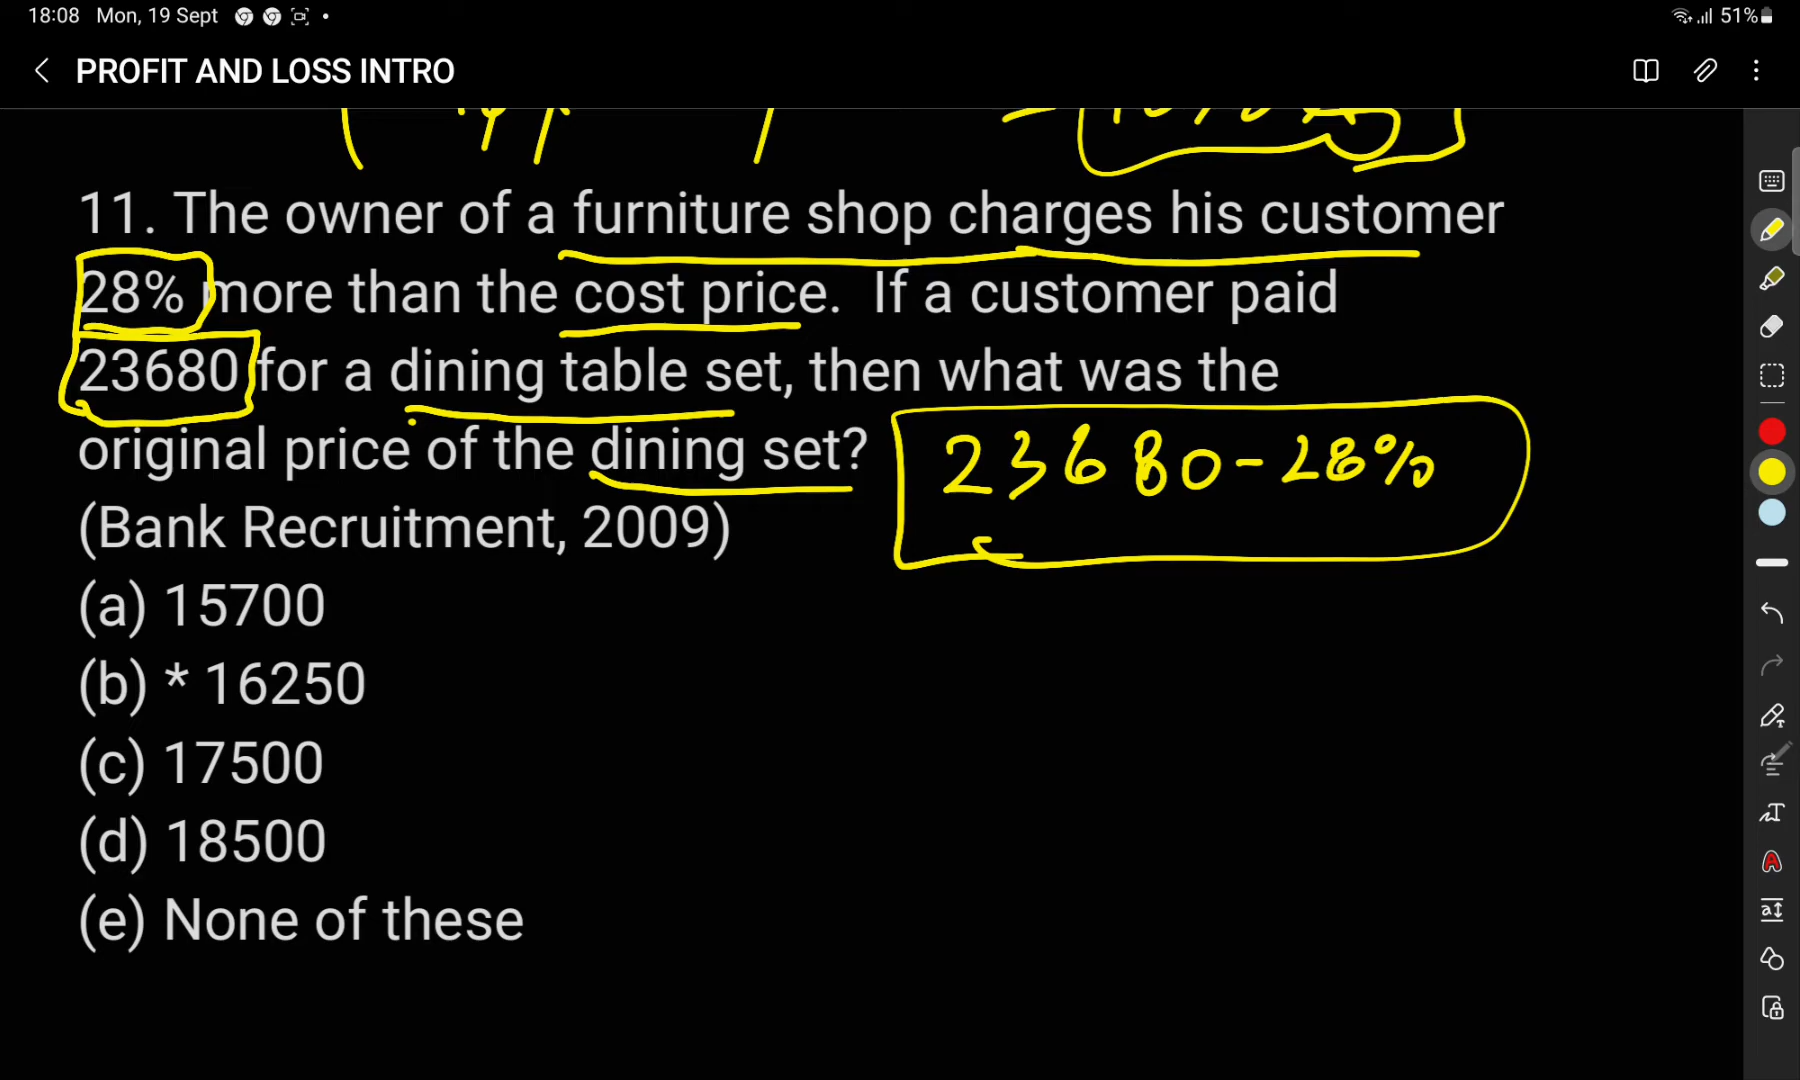 18:08 Mon, 19 Sept
51%
PROFIT AND LOSS INTRO
11. The owner of a furniture shop charges his customer
28% more than the cost price. If a customer paid
23680 for a dining table set, then what was the
original price of the dining set?
23680-28%
(Bank Recruitment, 2009)
(a) 15700
(b) * 16250
(c) 17500
(d) 18500
(e) None of these